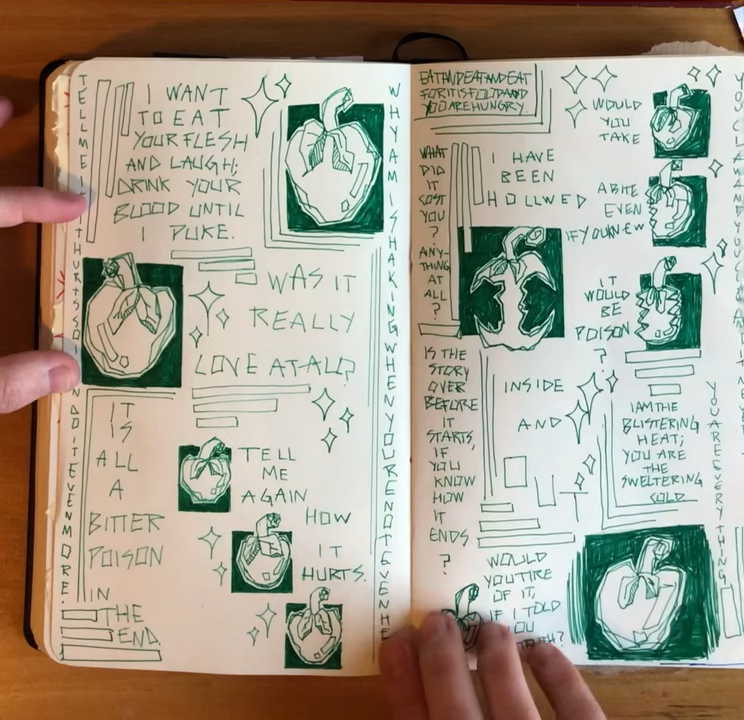 TELL ME IT HURTS SO I
ND DO IT EVEN MORE.
I WANT
TO EAT
YOUR FLESH
AND LAUGH;
DRINK YOUR
BLOOD UNTIL
I PUKE.
WAS IT
REALLY
LOVE AT-ALL?
IT
IS
ALL
A
BITTER
POISON
IN
THE
END.
TELL
ME
AGAIN
HOW
IT
HURTS.
WHY AM I SHAKING WHEN YOU'RE NOT EVEN HE
EAT AND EAT AND EAT
FOR IT IS FOOD AND
YOU ARE HUNGRY.
WHAT
DID
IT
COST
YOU
?
ANY-
THING
AT
ALL
?
I HAVE
BEEN
HOLLWED
INSIDE
AND
OUT
WOULD
YOU
TAKE
A BITE
EVEN
IF YOU KNEW
IT
WOULD
BE
POISON
?
IS THE
STORY
OVER
BEFORE
IT
STARTS,
IF
YOU
KNOW
HOW
IT
ENDS
?
I AM THE
BLISTERING
HEAT;
YOU ARE
THE
SWELTERING
COLD
YOU ARE EVERYTHING
WOULD
YOU TIRE
OF IT,
IF I TOLD
OU
TRUTH?